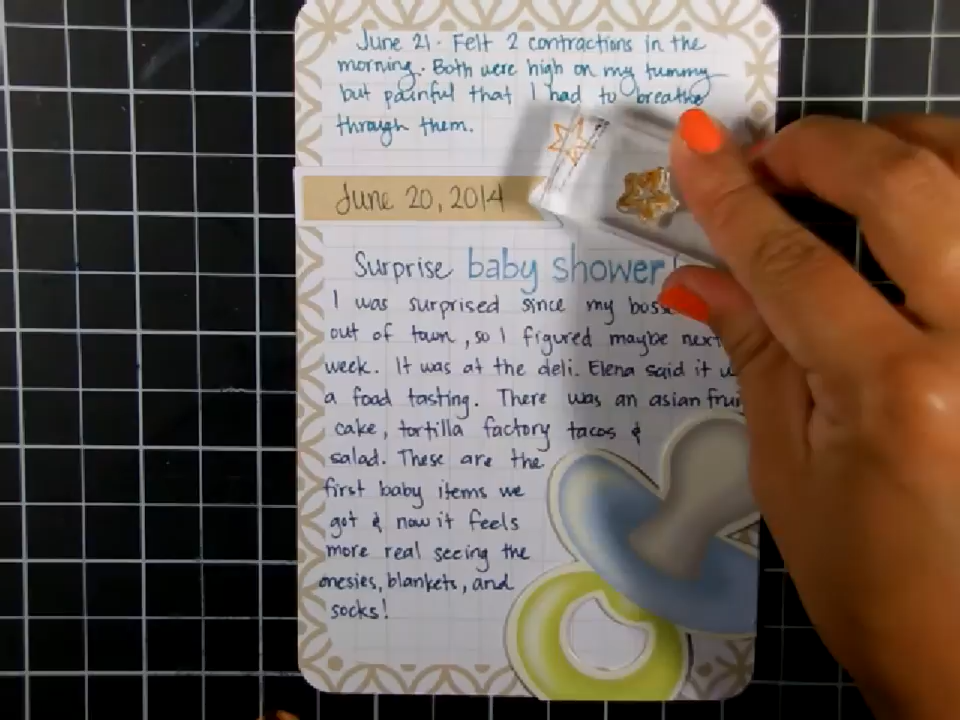 June 21. Felt 2 contractions in the
morning. Both were high on my tummy
but painful that I had to breathe
through them.
June 20, 2014
Surprise baby shower!
I was surprised since my
out of town, so I figured maybe next
week. It was at the deli. Elena said it
a food tasting. There was an asian
cake, tortilla factory tacos &
salad. These are the
first baby items we
got & now it feels
more real seeing the
onesies, blankets, and
socks!